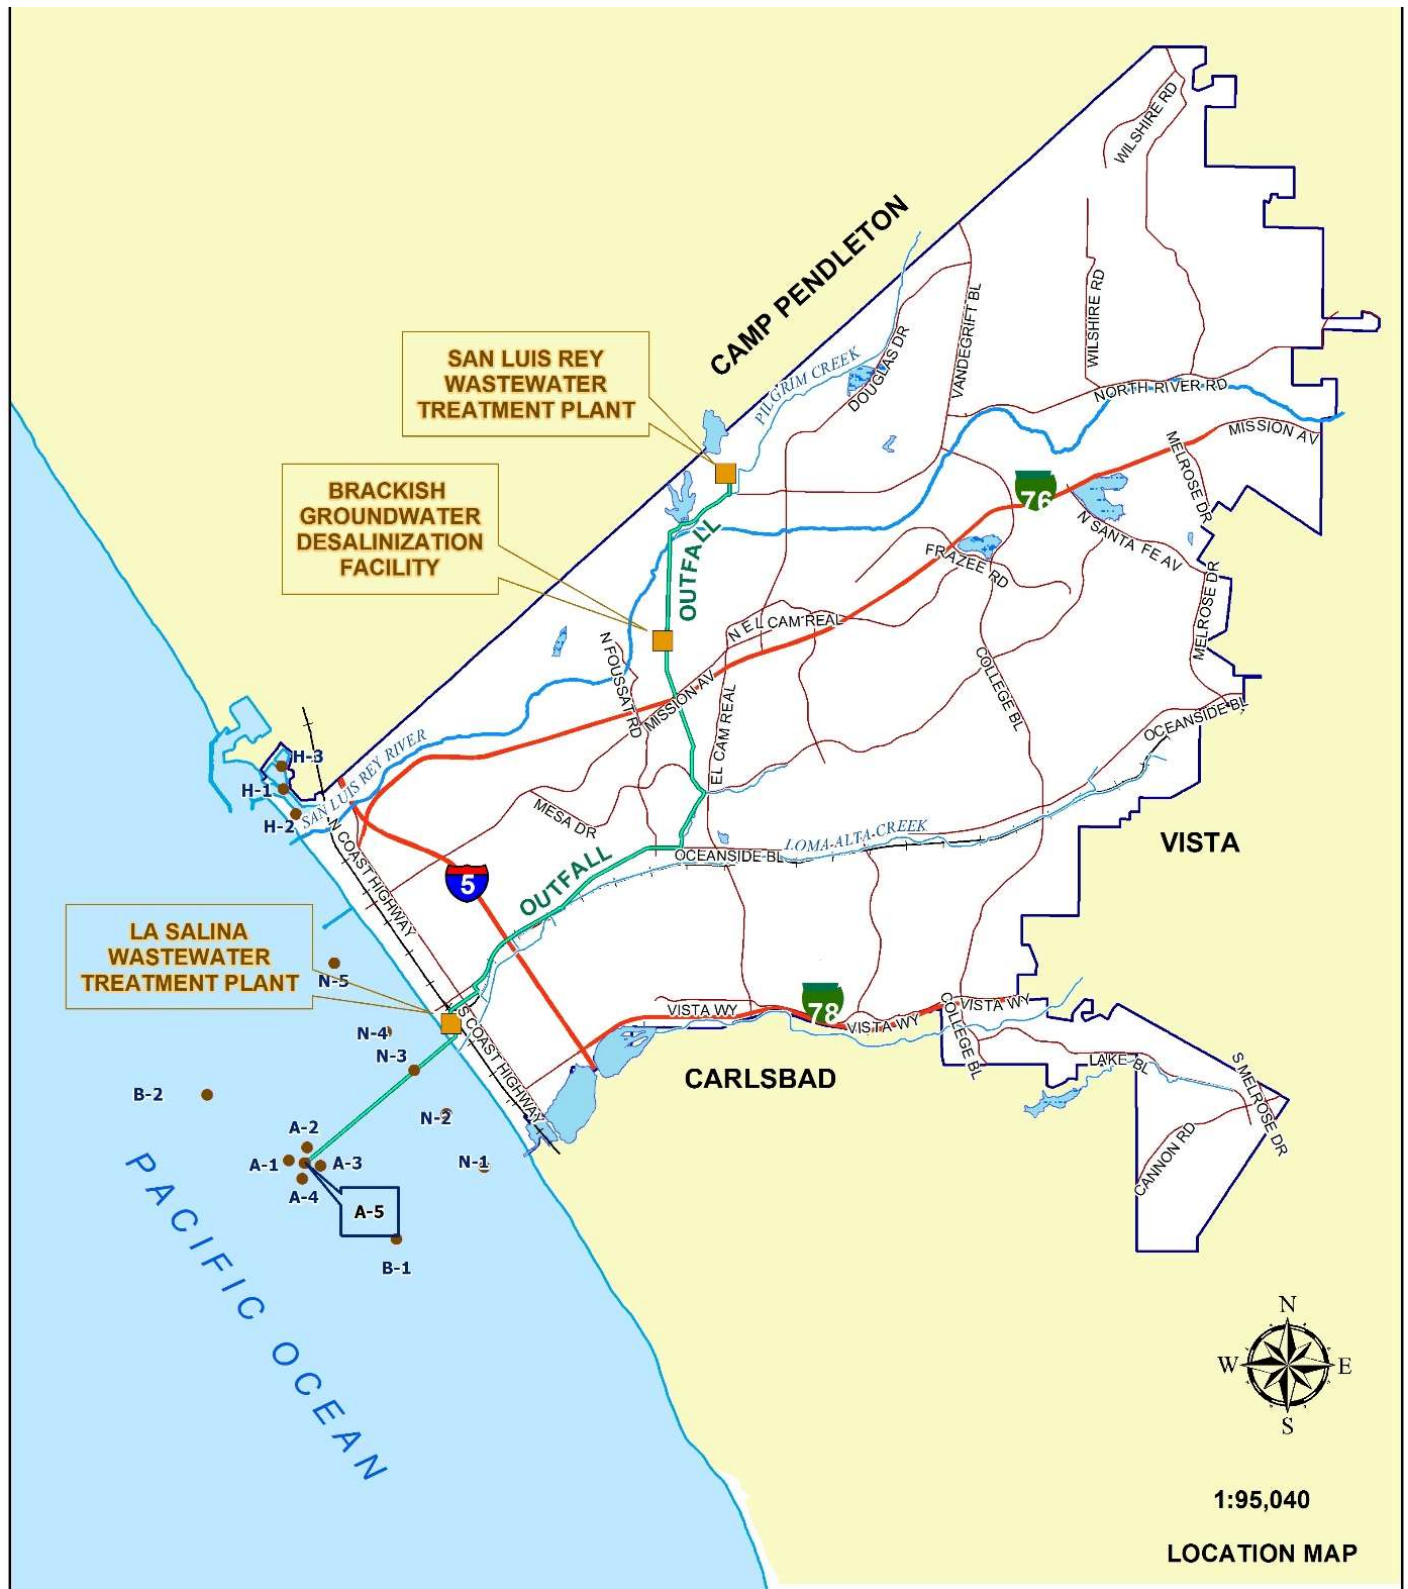 WILSHIRE RD
CAMP PENDLETON
WILSHIRE RD
VANDEGRIFT BL
DOUGLAS DR
PILGRIM CREEK
NORTH RIVER RD
MISSION AV
MELROSE DR
SAN LUIS REY
WASTEWATER
TREATMENT PLANT
76
N SANTA FE AV
BRACKISH
GROUNDWATER
DESALINIZATION
FACILITY
OUTFALL
FRAZEE RD
MELROSE DR
N EL CAM REAL
N FOUSSAT RD
MISSION AV
EL CAM REAL
COLLEGE BL
OCEANSIDE BL
H-3
H-1
H-2
SAN LUIS REY RIVER
MESA DR
LOMA-ALTA-CREEK
OCEANSIDE BL
VISTA
N COAST HIGHWAY
5
OUTFALL
LA SALINA
WASTEWATER
TREATMENT PLANT
N-5
N-4
N-3
S COAST HIGHWAY
VISTA WY
78
VISTA WY
VISTA WY
COLLEGE BL
LAKE BL
S MELROSE DR
CANNON RD
CARLSBAD
B-2
N-2
N-1
A-2
A-1
A-3
A-4
A-5
B-1
PACIFIC OCEAN
N
W
E
S
1:95,040
LOCATION MAP